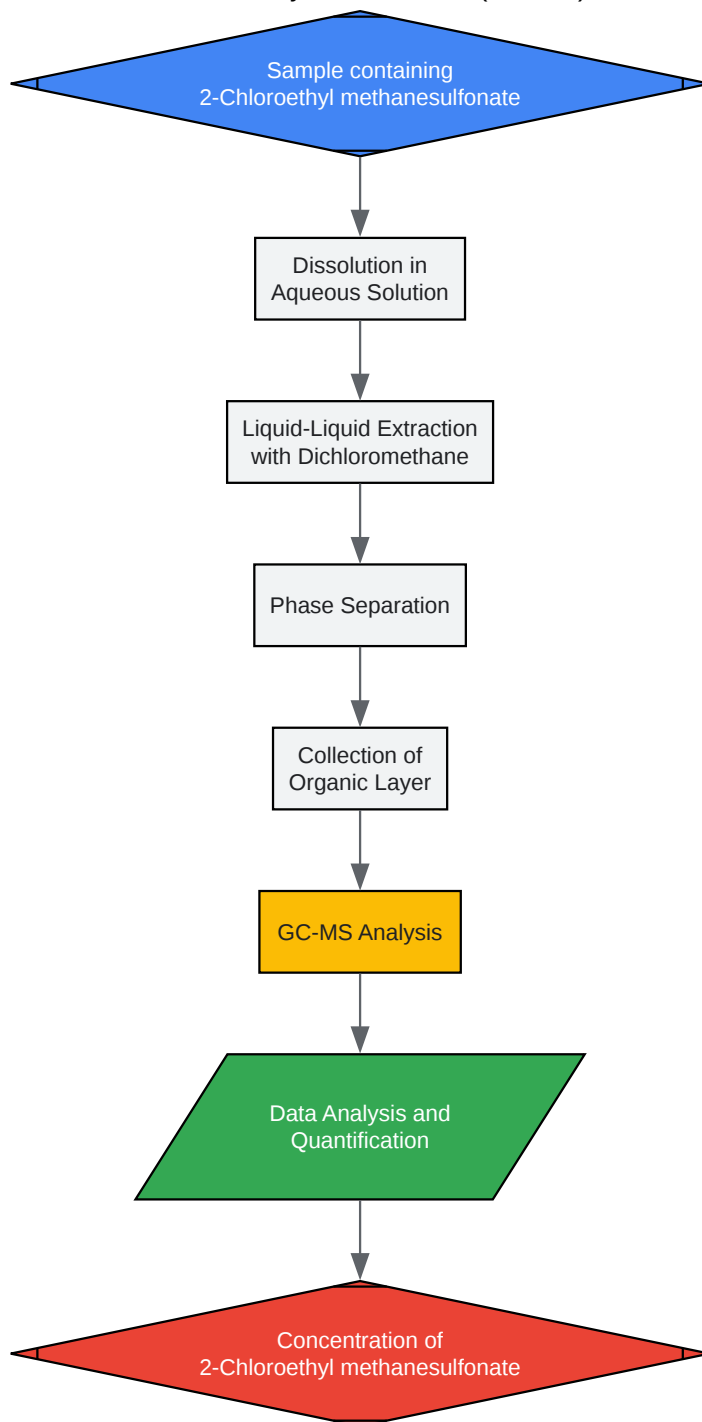 Sample containing
2-Chloroethyl methanesulfonate
Dissolution in
Aqueous Solution
Liquid-Liquid Extraction
with Dichloromethane
Phase Separation
Collection of
Organic Layer
GC-MS Analysis
Data Analysis and
Quantification
Concentration of
2-Chloroethyl methanesulfonate